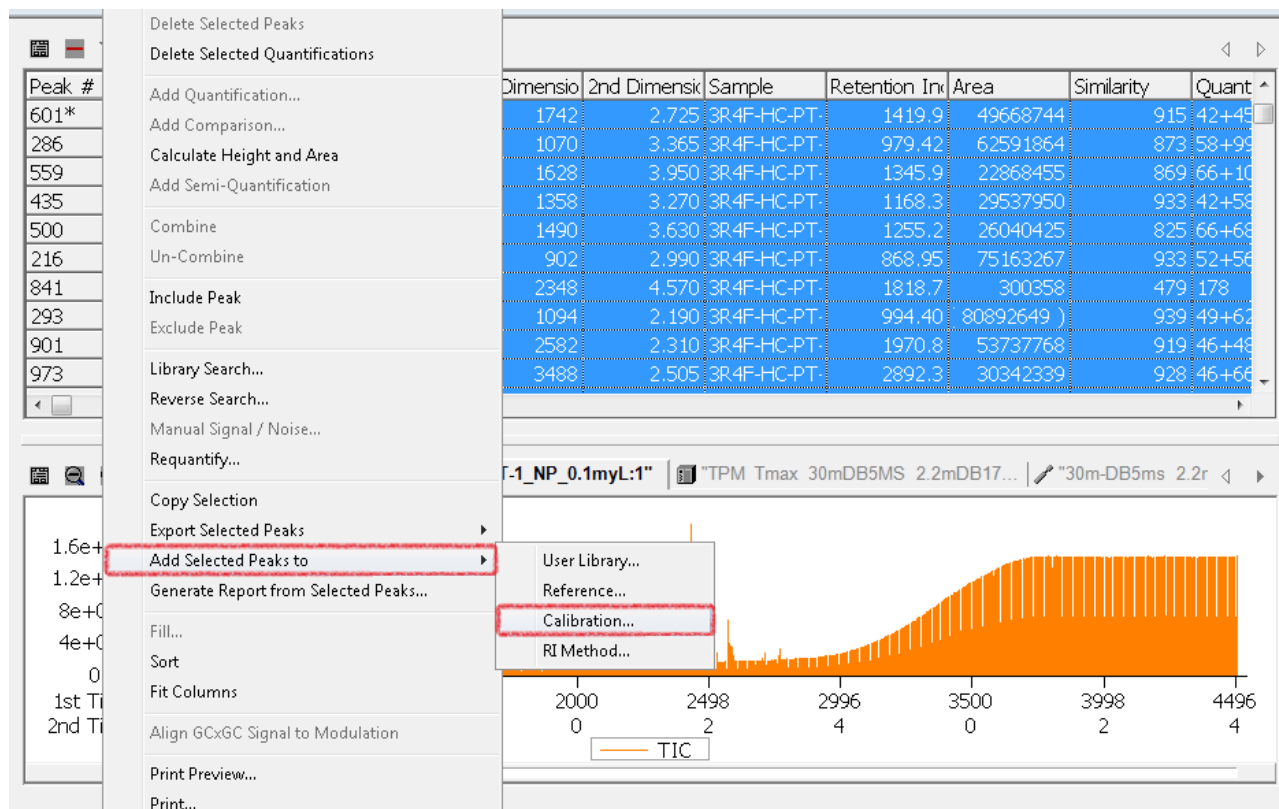 Delete Selected Peaks
Delete Selected Quantifications
Peak # Dimensio 2nd Dimensic Sample Retention In Area Similarity Quant
Add Quantification...
601* 1742 2.725 3R4F-HC-PT- 1419.9 49668744 915 42+45
Add Comparison...
286 1070 3.365 3R4F-HC-PT- 979.42 62591864 873 58+99
Calculate Height and Area
559 1628 3.950 3R4F-HC-PT- 1345.9 22868455 869 66+10
Add Semi-Quantification
435 1358 3.270 3R4F-HC-PT- 1168.3 29537950 933 42+58
Combine
500 1490 3.630 3R4F-HC-PT- 1255.2 26040425 825 66+68
Un-Combine
216 902 2.990 3R4F-HC-PT- 868.95 75163267 933 52+56
841 2348 4.570 3R4F-HC-PT- 1818.7 300358 479 178
Include Peak
293 1094 2.190 3R4F-HC-PT- 994.40 ( 80892649 ) 939 49+62
Exclude Peak
901 2582 2.310 3R4F-HC-PT- 1970.8 53737768 919 46+48
Library Search...
973 3488 2.505 3R4F-HC-PT- 2892.3 30342339 928 46+66
Reverse Search...
Manual Signal / Noise...
Requantify...
T-1_NP_0.1myL:1" "TPM Tmax 30mDB5MS 2.2mDB17... "30m-DB5ms 2.2r
Copy Selection
Export Selected Peaks
Add Selected Peaks to
Generate Report from Selected Peaks...
Fill...
Sort
Fit Columns
Align GCxGC Signal to Modulation
Print Preview...
Print...
User Library...
Reference...
Calibration...
RI Method...
1.6e+
1.2e+
8e+0
4e+0
0
1st Ti 2000 2498 2996 3500 3998 4496
2nd Ti 0 2 4 0 2 4
TIC